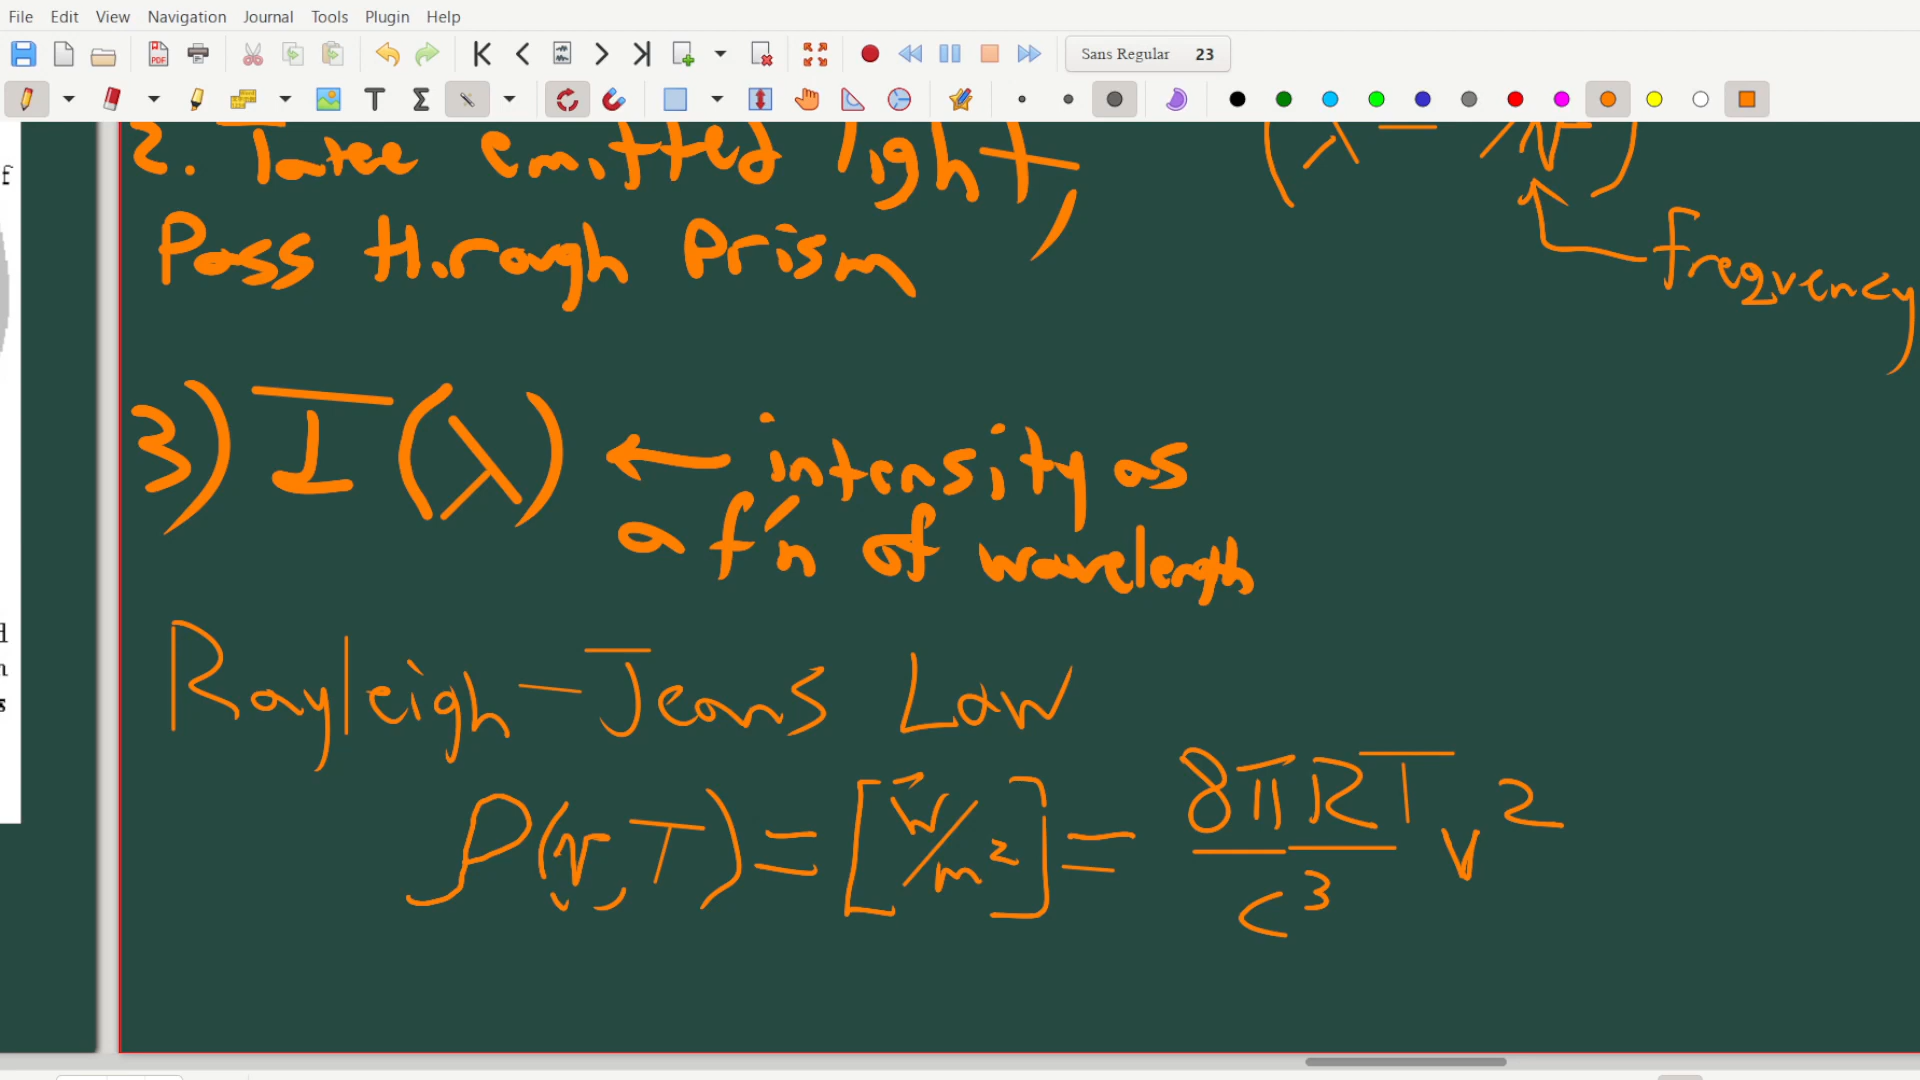 File Edit View Navigation Journal Tools Plugin Help
Sans Regular 23
f
2. Take emitted light,
Pass through Prism
frequency
3) I(λ) ← intensity as
a f'n of wavelength
Rayleigh-Jeans Law
ρ(ν,T) = [W/m²] = 8πRT/c³ ν²
d
n
s